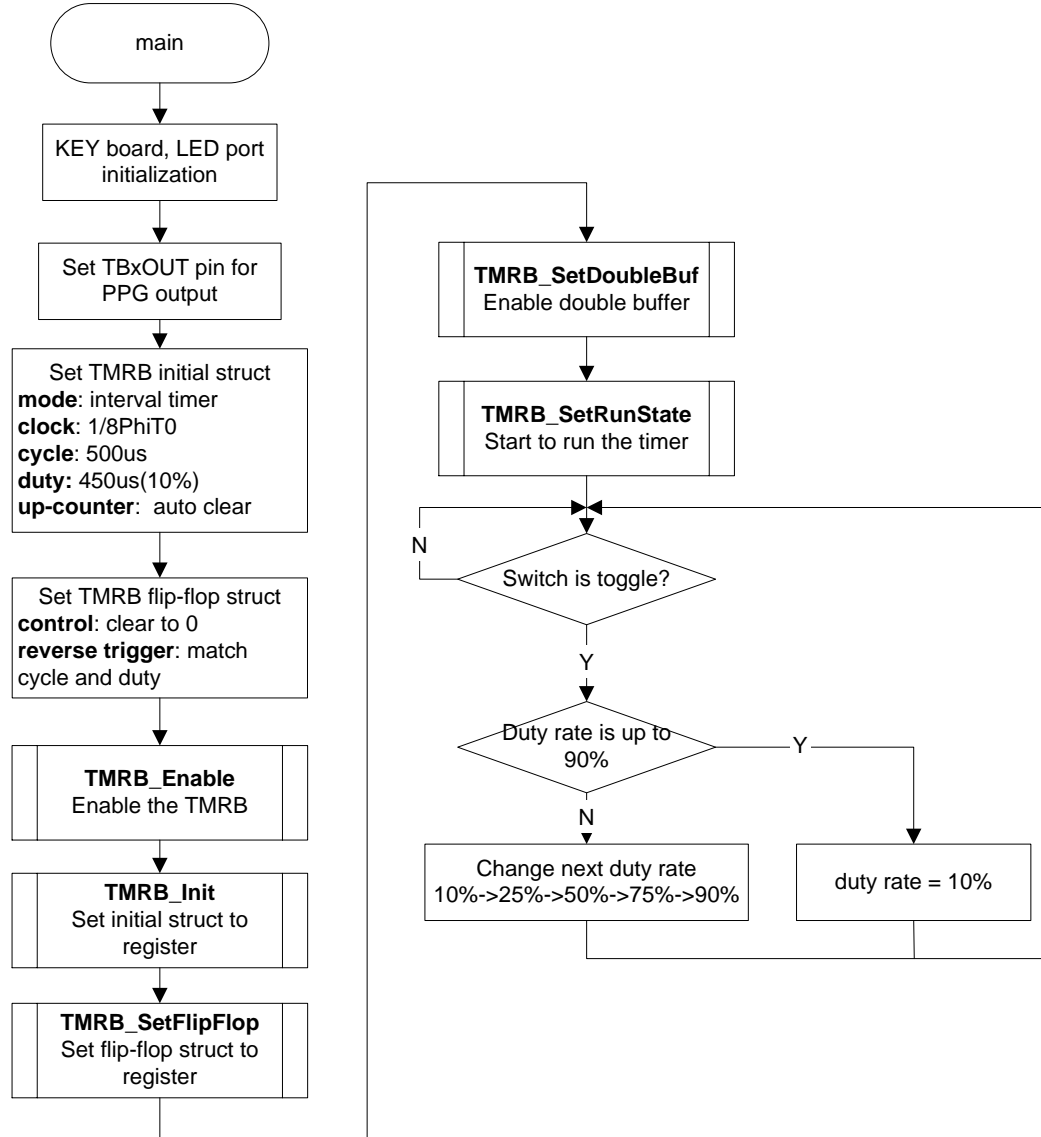 main
KEY board, LED port
initialization
Set TBxOUT pin for
PPG output
Set TMRB initial struct
mode: interval timer
clock: 1/8PhiT0
cycle: 500us
duty: 450us(10%)
up-counter:  auto clear
Set TMRB flip-flop struct
control: clear to 0
reverse trigger: match
cycle and duty
TMRB_Enable
Enable the TMRB
TMRB_Init
Set initial struct to
register
TMRB_SetFlipFlop
Set flip-flop struct to
register
TMRB_SetDoubleBuf
Enable double buffer
TMRB_SetRunState
Start to run the timer
N
Switch is toggle?
Y
Duty rate is up to
90%
Y
N
Change next duty rate
10%->25%->50%->75%->90%
duty rate = 10%